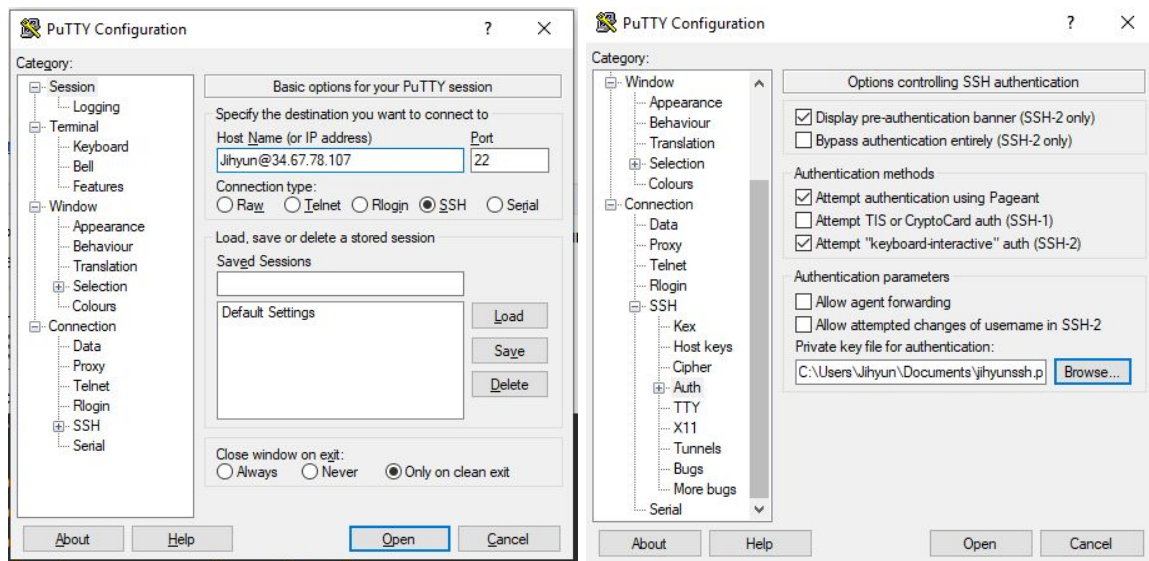 PuTTY Configuration
?
Category:
Session
Logging
Terminal
Keyboard
Bell
Features
Window
Appearance
Behaviour
Translation
Selection
Colours
Connection
Data
Proxy
Telnet
Rlogin
SSH
Serial
Basic options for your PuTTY session
Specify the destination you want to connect to
Host Name (or IP address) Port
Jihyun@34.67.78.107 22
Connection type:
Raw Telnet Rlogin SSH Serial
Load, save or delete a stored session
Saved Sessions
Default Settings
Load
Save
Delete
Close window on exit:
Always Never Only on clean exit
About Help Open Cancel
PuTTY Configuration
?
Category:
Window
Appearance
Behaviour
Translation
Selection
Colours
Connection
Data
Proxy
Telnet
Rlogin
SSH
Kex
Host keys
Cipher
Auth
TTY
X11
Tunnels
Bugs
More bugs
Serial
Options controlling SSH authentication
Display pre-authentication banner (SSH-2 only)
Bypass authentication entirely (SSH-2 only)
Authentication methods
Attempt authentication using Pageant
Attempt TIS or CryptoCard auth (SSH-1)
Attempt "keyboard-interactive" auth (SSH-2)
Authentication parameters
Allow agent forwarding
Allow attempted changes of username in SSH-2
Private key file for authentication:
C:\Users\Jihyun\Documents\jihyunssh.p Browse...
About Help Open Cancel